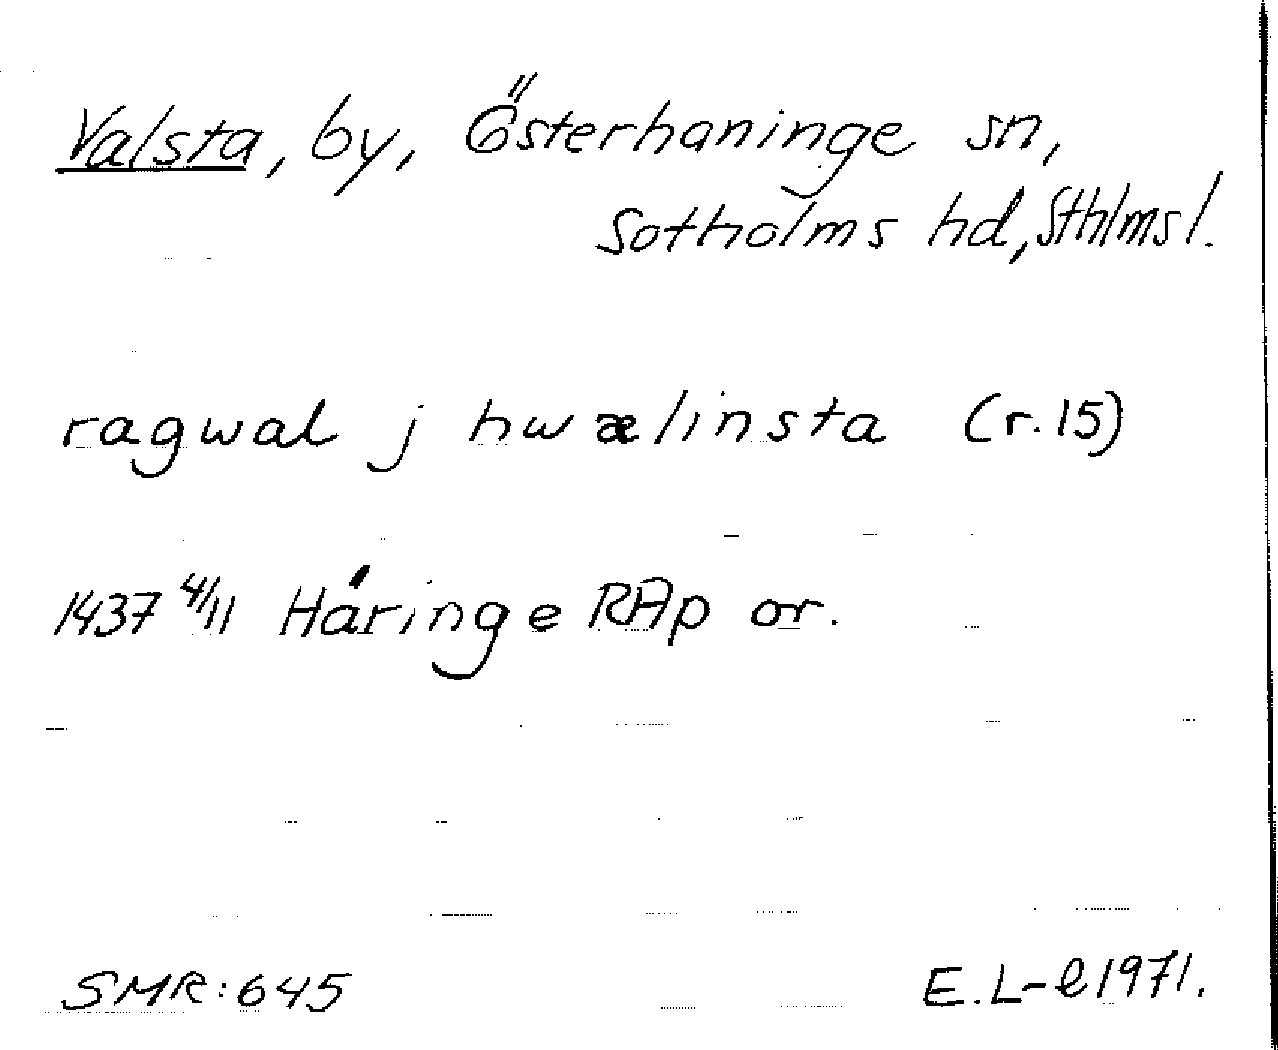 Valsta, by, Österhaninge sn,
Sotholms hd, Sthlms l.
ragwal j hwælinsta (r. 15)
1437 4/11 Häringe RAp or.
SMR: 645
E. L-l 1971.